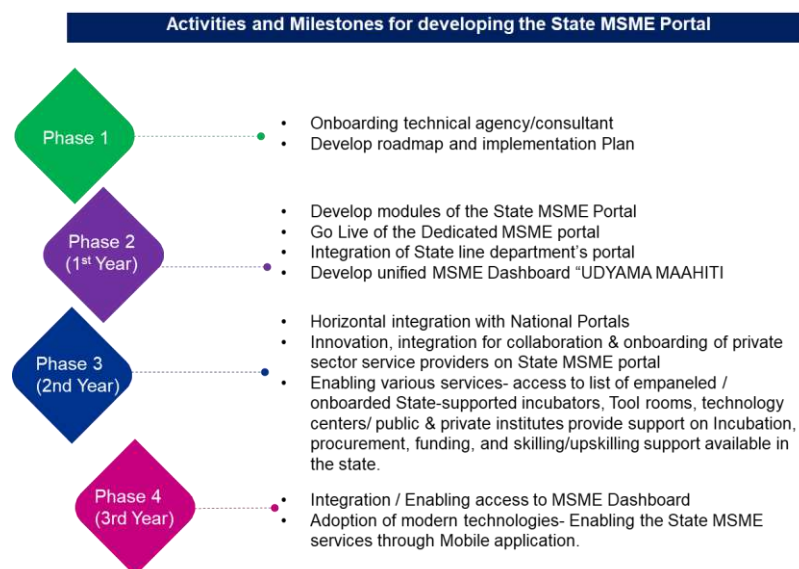 Activities and Milestones for developing the State MSME Portal
Phase 1
• Onboarding technical agency/consultant
• Develop roadmap and implementation Plan
Phase 2
(1st Year)
• Develop modules of the State MSME Portal
• Go Live of the Dedicated MSME portal
• Integration of State line department's portal
• Develop unified MSME Dashboard “UDYAMA MAAHITI
Phase 3
(2nd Year)
• Horizontal integration with National Portals
• Innovation, integration for collaboration & onboarding of private
sector service providers on State MSME portal
• Enabling various services- access to list of empaneled /
onboarded State-supported incubators, Tool rooms, technology
centers/ public & private institutes provide support on Incubation,
procurement, funding, and skilling/upskilling support available in
the state.
Phase 4
(3rd Year)
• Integration / Enabling access to MSME Dashboard
• Adoption of modern technologies- Enabling the State MSME
services through Mobile application.